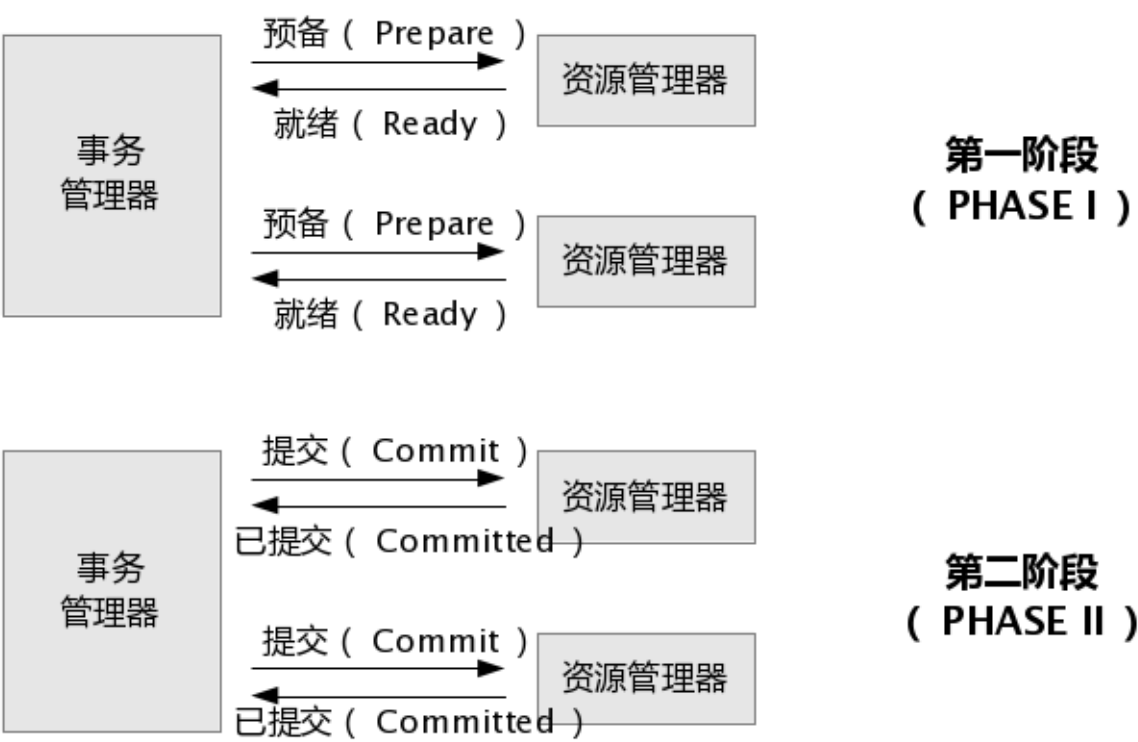 预备( Prepare )
资源管理器
就绪( Ready )
事务
管理器
第一阶段
( PHASE I )
预备( Prepare )
资源管理器
就绪( Ready )
提交( Commit )
资源管理器
已提交( Committed )
事务
管理器
第二阶段
( PHASE II )
提交( Commit )
资源管理器
已提交( Committed )